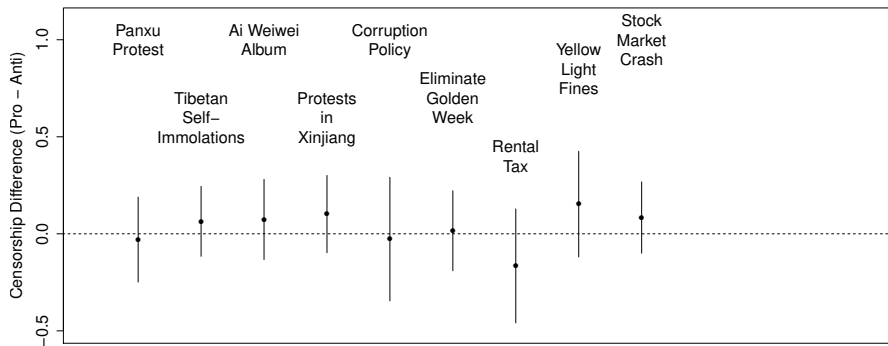 Censorship Difference (Pro − Anti)
1.0
0.5
0.0
−0.5
Panxu
Protest
Tibetan
Self−
Immolations
Ai Weiwei
Album
Protests
in
Xinjiang
Corruption
Policy
Eliminate
Golden
Week
Rental
Tax
Yellow
Light
Fines
Stock
Market
Crash